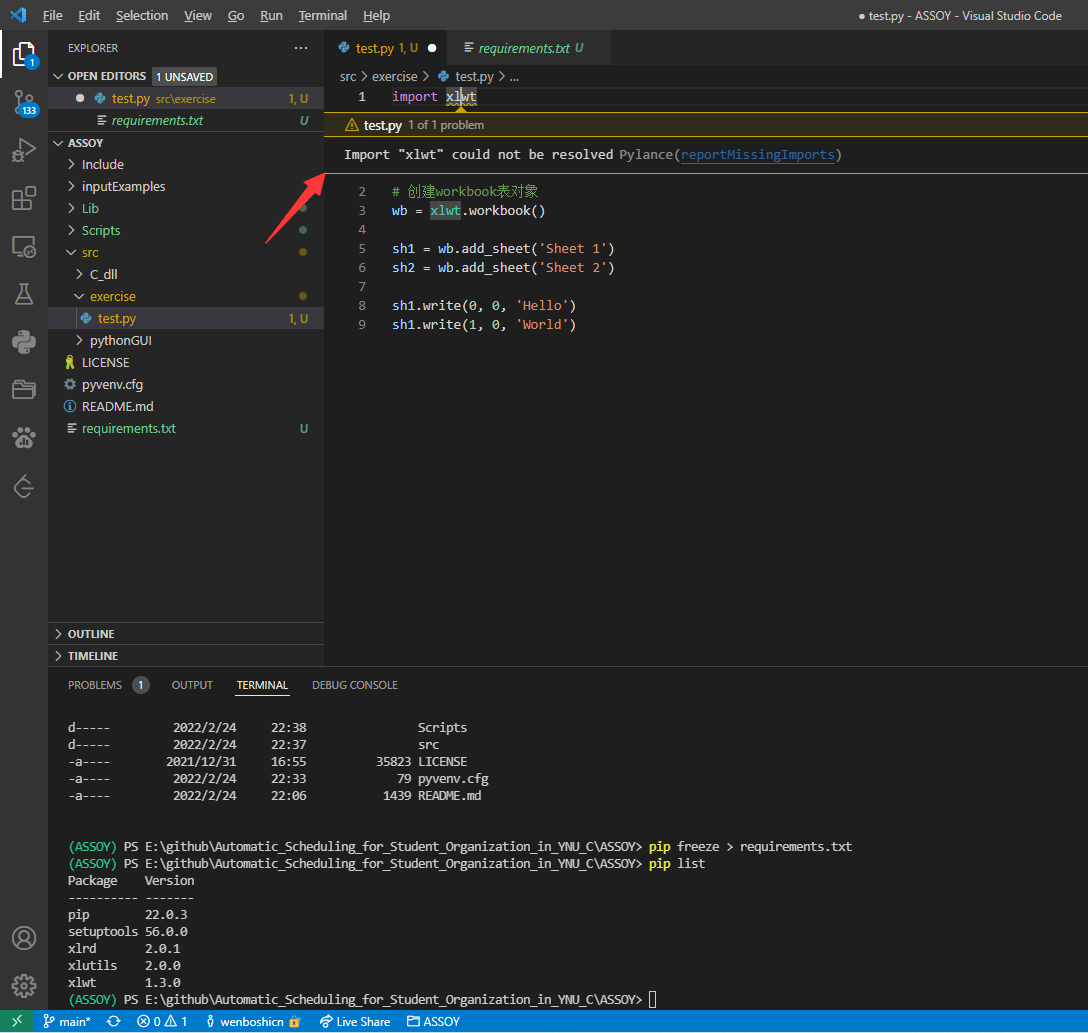 File Edit Selection View Go Run Terminal Help ● test.py - ASSOY - Visual Studio Code
EXPLORER ···
test.py 1, U ●
requirements.txt U
OPEN EDITORS 1 UNSAVED
src > exercise > test.py > ...
● test.py src\exercise 1, U
requirements.txt U
1 import xlwt
test.py 1 of 1 problem
Import "xlwt" could not be resolved Pylance(reportMissingImports)
2 # 创建workbook表对象
3 wb = xlwt.workbook()
4
5 sh1 = wb.add_sheet('Sheet 1')
6 sh2 = wb.add_sheet('Sheet 2')
7
8 sh1.write(0, 0, 'Hello')
9 sh1.write(1, 0, 'World')
ASSOY
Include
inputExamples
Lib
Scripts
src
C_dll
exercise
test.py 1, U
pythonGUI
LICENSE
pyvenv.cfg
README.md
requirements.txt U
OUTLINE
TIMELINE
1
133
PROBLEMS 1 OUTPUT TERMINAL DEBUG CONSOLE
d----- 2022/2/24 22:38 Scripts
d----- 2022/2/24 22:37 src
-a---- 2021/12/31 16:55 35823 LICENSE
-a---- 2022/2/24 22:33 79 pyvenv.cfg
-a---- 2022/2/24 22:06 1439 README.md
(ASSOY) PS E:\github\Automatic_Scheduling_for_Student_Organization_in_YNU_C\ASSOY> pip freeze > requirements.txt
(ASSOY) PS E:\github\Automatic_Scheduling_for_Student_Organization_in_YNU_C\ASSOY> pip list
Package Version
---------- -------
pip 22.0.3
setuptools 56.0.0
xlrd 2.0.1
xlutils 2.0.0
xlwt 1.3.0
(ASSOY) PS E:\github\Automatic_Scheduling_for_Student_Organization_in_YNU_C\ASSOY>
main* 0 1 wenboshicn Live Share ASSOY